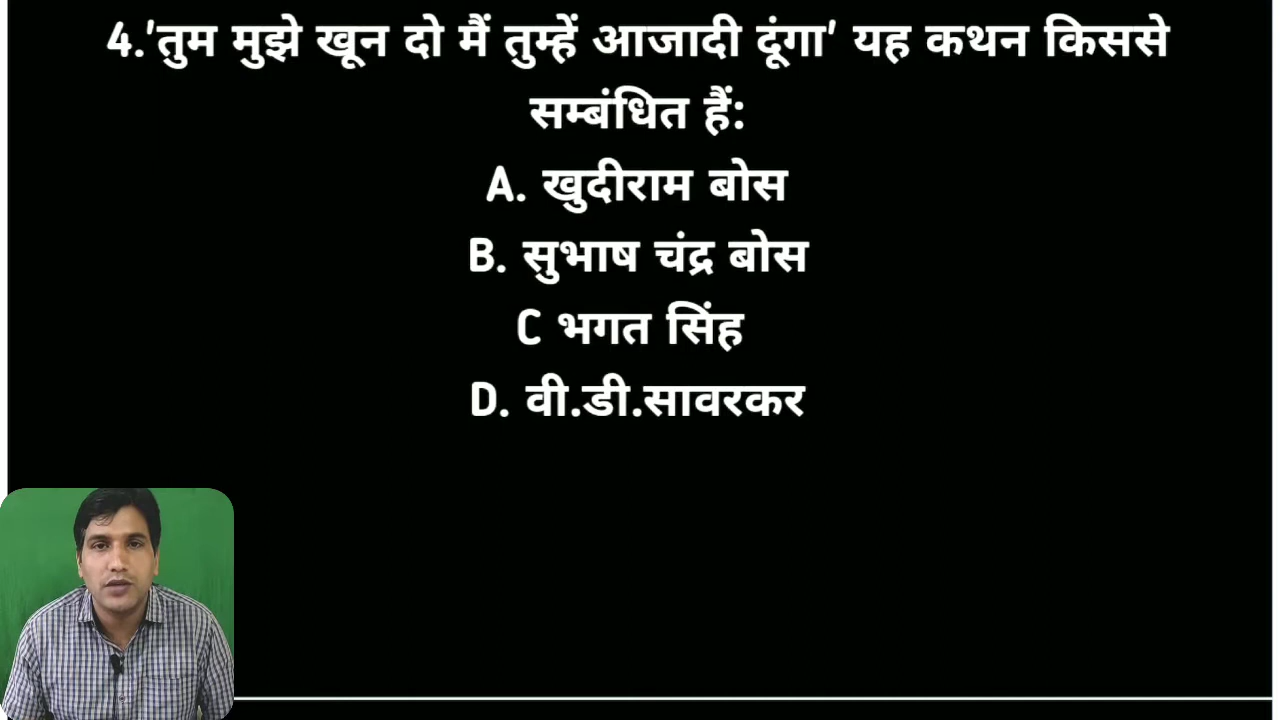 4.'तुम मुझे खून दो मैं तुम्हें आजादी दूंगा' यह कथन किससे
सम्बंधित हैं:
A. खुदीराम बोस
B. सुभाष चंद्र बोस
C भगत सिंह
D. वी.डी.सावरकर